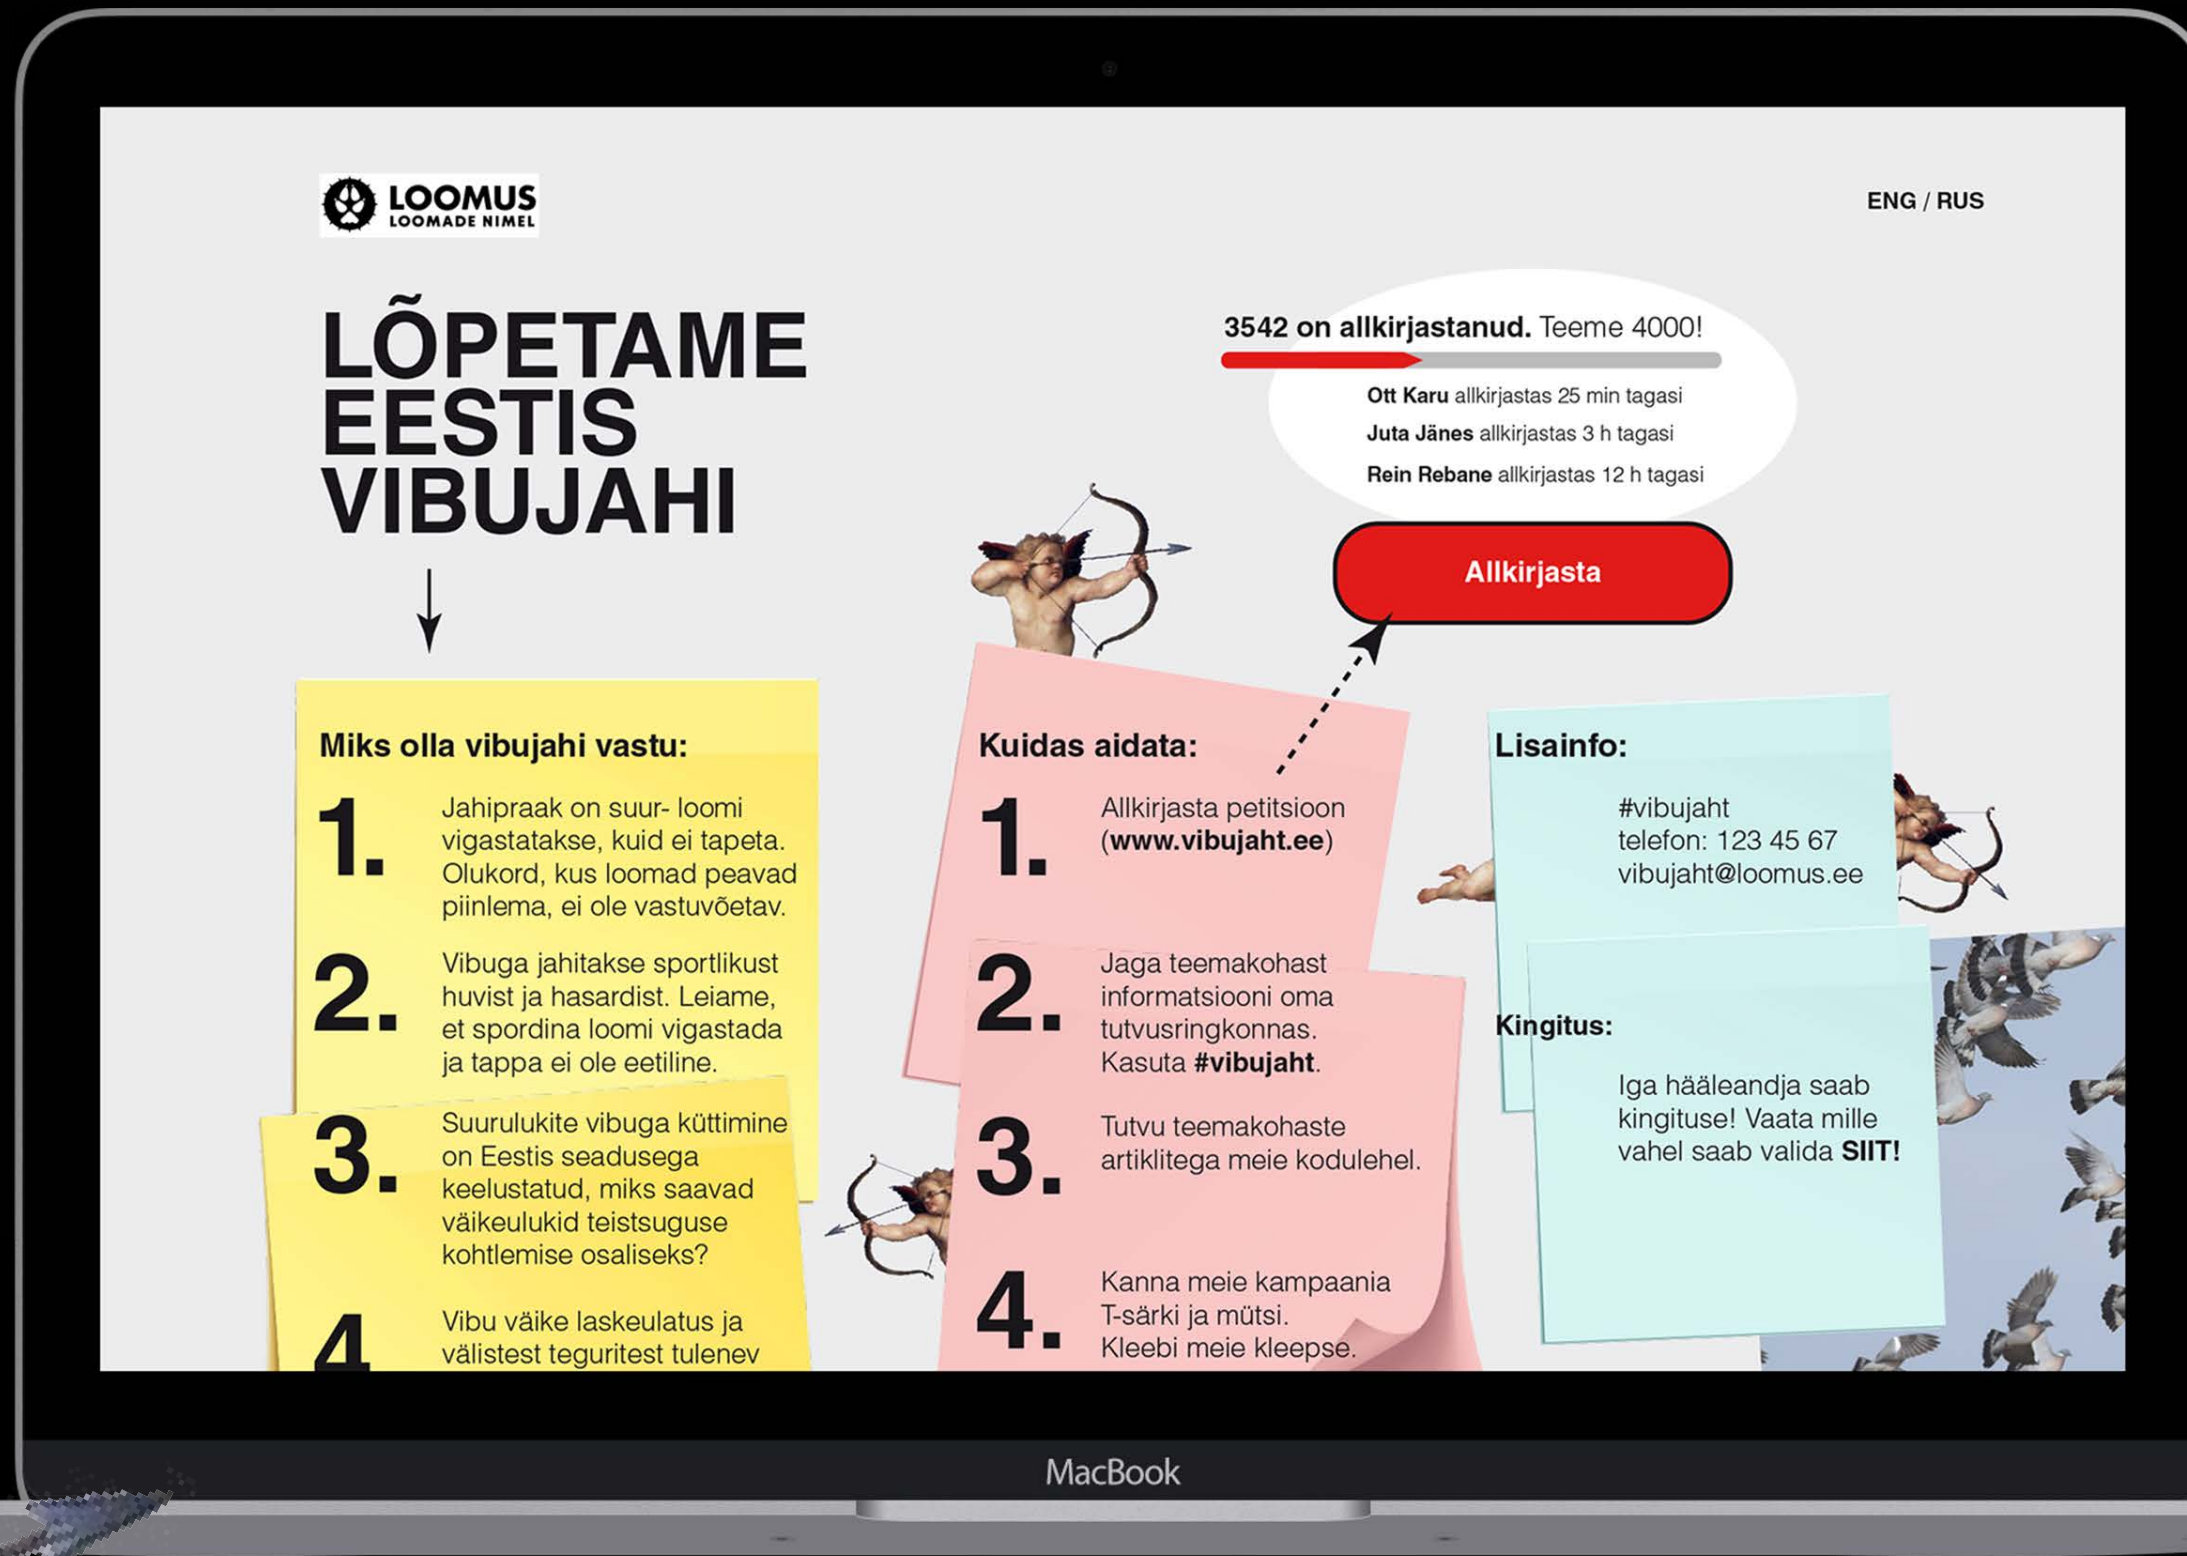 LOOMUS
LOOMADE NIMEL
ENG / RUS
LÕPETAME
EESTIS
VIBUJAHI
3542 on allkirjastanud. Teeme 4000!
Ott Karu allkirjastas 25 min tagasi
Juta Jänes allkirjastas 3 h tagasi
Rein Rebane allkirjastas 12 h tagasi
Allkirjasta
Miks olla vibujahi vastu:
1.
Jahipraak on suur- loomi
vigastatakse, kuid ei tapeta.
Olukord, kus loomad peavad
piinlema, ei ole vastuvõetav.
2.
Vibuga jahitakse sportlikust
huvist ja hasardist. Leiame,
et spordina loomi vigastada
ja tappa ei ole eetiline.
3.
Suurulukite vibuga küttimine
on Eestis seadusega
keelustatud, miks saavad
väikeulukid teistsuguse
kohtlemise osaliseks?
4
Vibu väike laskeulatus ja
välistest teguritest tulenev
Kuidas aidata:
1.
Allkirjasta petitsioon
(www.vibujaht.ee)
2.
Jaga teemakohast
informatsiooni oma
tutvusringkonnas.
Kasuta #vibujaht.
3.
Tutvu teemakohaste
artiklitega meie kodulehel.
4.
Kanna meie kampaania
T-särki ja mütsi.
Kleebi meie kleepse.
Lisainfo:
#vibujaht
telefon: 123 45 67
vibujaht@loomus.ee
Kingitus:
Iga hääleandja saab
kingituse! Vaata mille
vahel saab valida SIIT!
MacBook